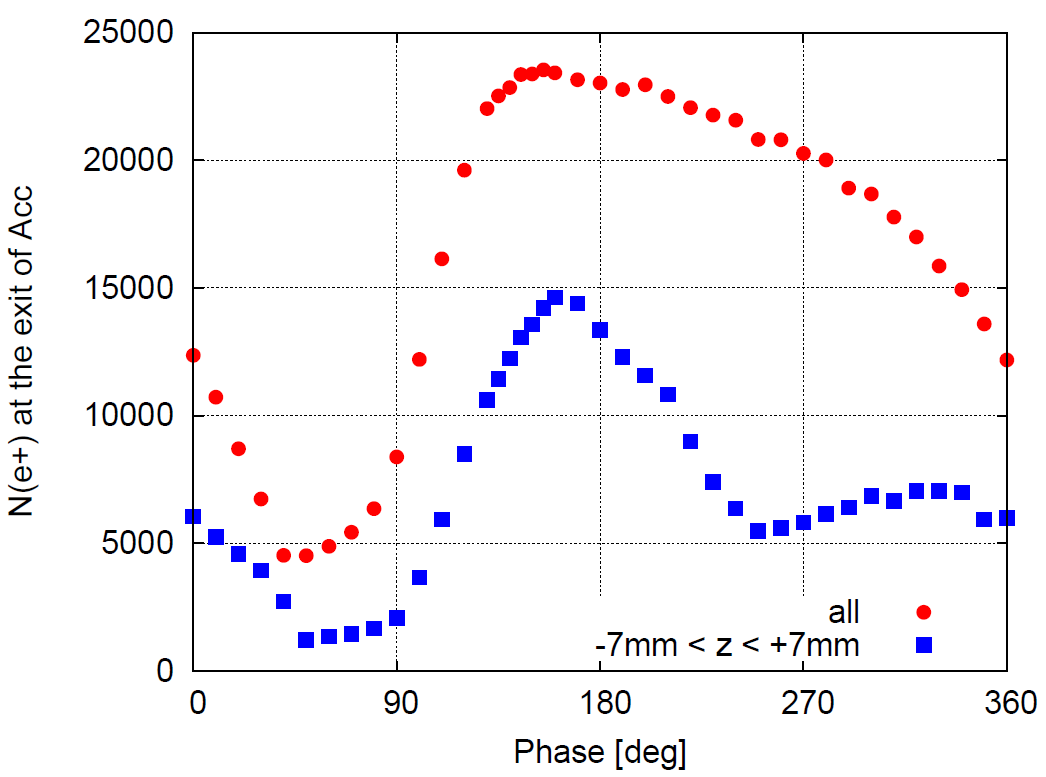 25000
20000
15000
10000
5000
0
N(e+) at the exit of Acc
all
-7mm < z < +7mm
0 90 180 270 360
Phase [deg]